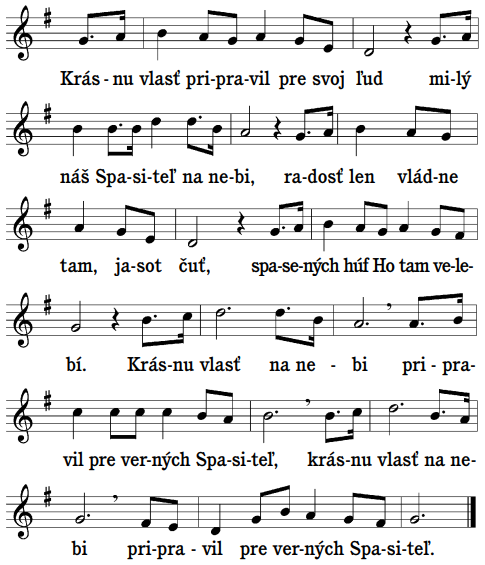 Krás - nu vlasť pri-pra-vil pre svoj ľud mi-lý
náš Spa-si-teľ na ne-bi, ra-dosť len vlád-ne
tam, ja-sot čuť, spa-se-ných húf Ho tam ve-le-
bí. Krás-nu vlasť na ne - bi pri - pra-
vil pre ver-ných Spa-si-teľ, krás-nu vlasť na ne-
bi pri-pra - vil pre ver-ných Spa-si-teľ.